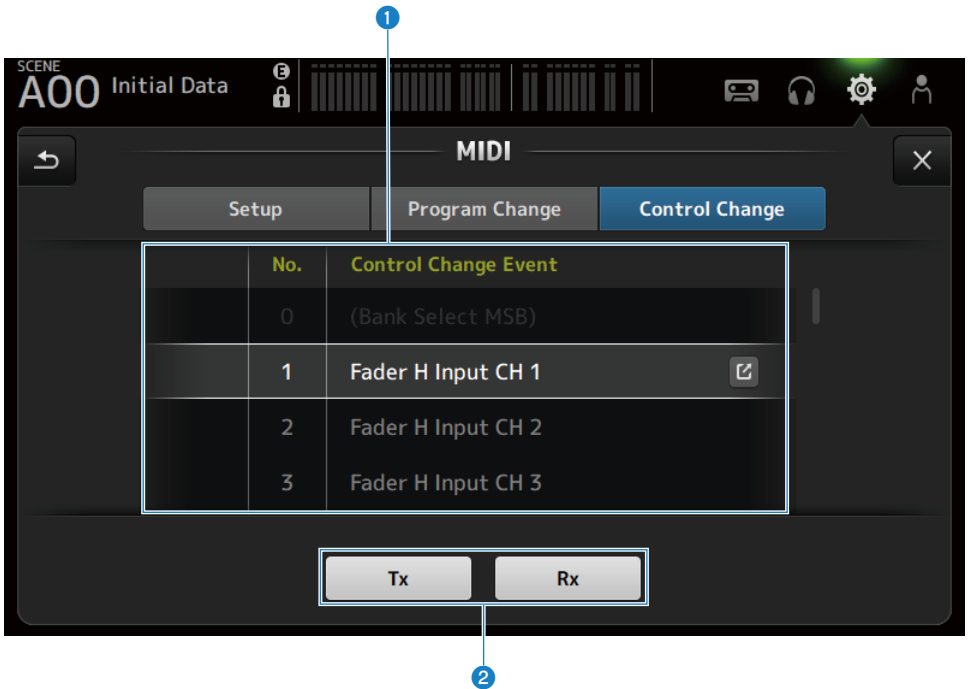 1
SCENE
A00 Initial Data
E
MIDI
Setup Program Change Control Change
No. Control Change Event
0 (Bank Select MSB)
1 Fader H Input CH 1
2 Fader H Input CH 2
3 Fader H Input CH 3
Tx Rx
2